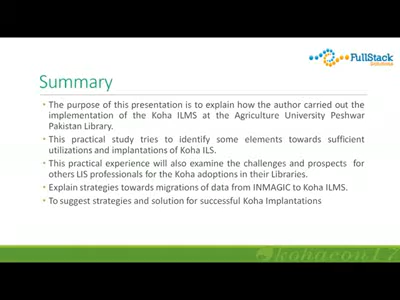 FullStack
Solutions
Summary
• The purpose of this presentation is to explain how the author carried out the
implementation of the Koha ILMS at the Agriculture University Peshwar
Pakistan Library.
• This practical study tries to identify some elements towards sufficient
utilizations and implantations of Koha ILS.
• This practical experience will also examine the challenges and prospects for
others LIS professionals for the Koha adoptions in their Libraries.
• Explain strategies towards migrations of data from INMAGIC to Koha ILMS.
• To suggest strategies and solution for successful Koha Implantations
kohacon17